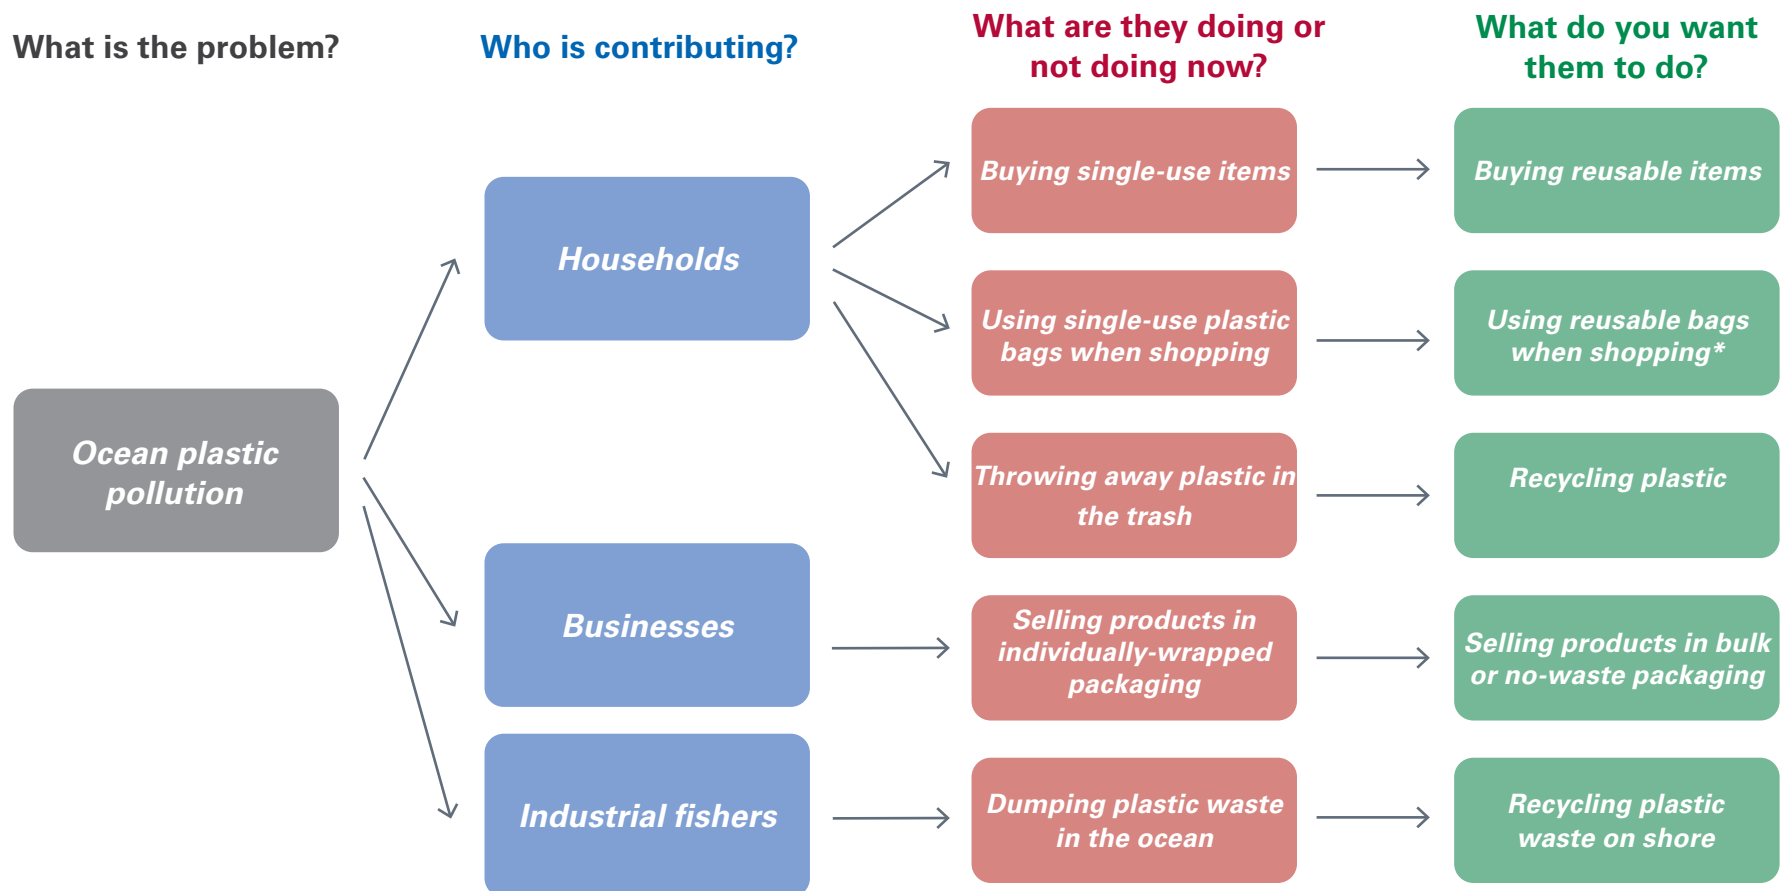 What is the problem?
Who is contributing?
What are they doing or
not doing now?
What do you want
them to do?
Ocean plastic
pollution
Households
Businesses
Industrial fishers
Buying single-use items
Using single-use plastic
bags when shopping
Throwing away plastic in
the trash
Selling products in
individually-wrapped
packaging
Dumping plastic waste
in the ocean
Buying reusable items
Using reusable bags
when shopping*
Recycling plastic
Selling products in bulk
or no-waste packaging
Recycling plastic
waste on shore